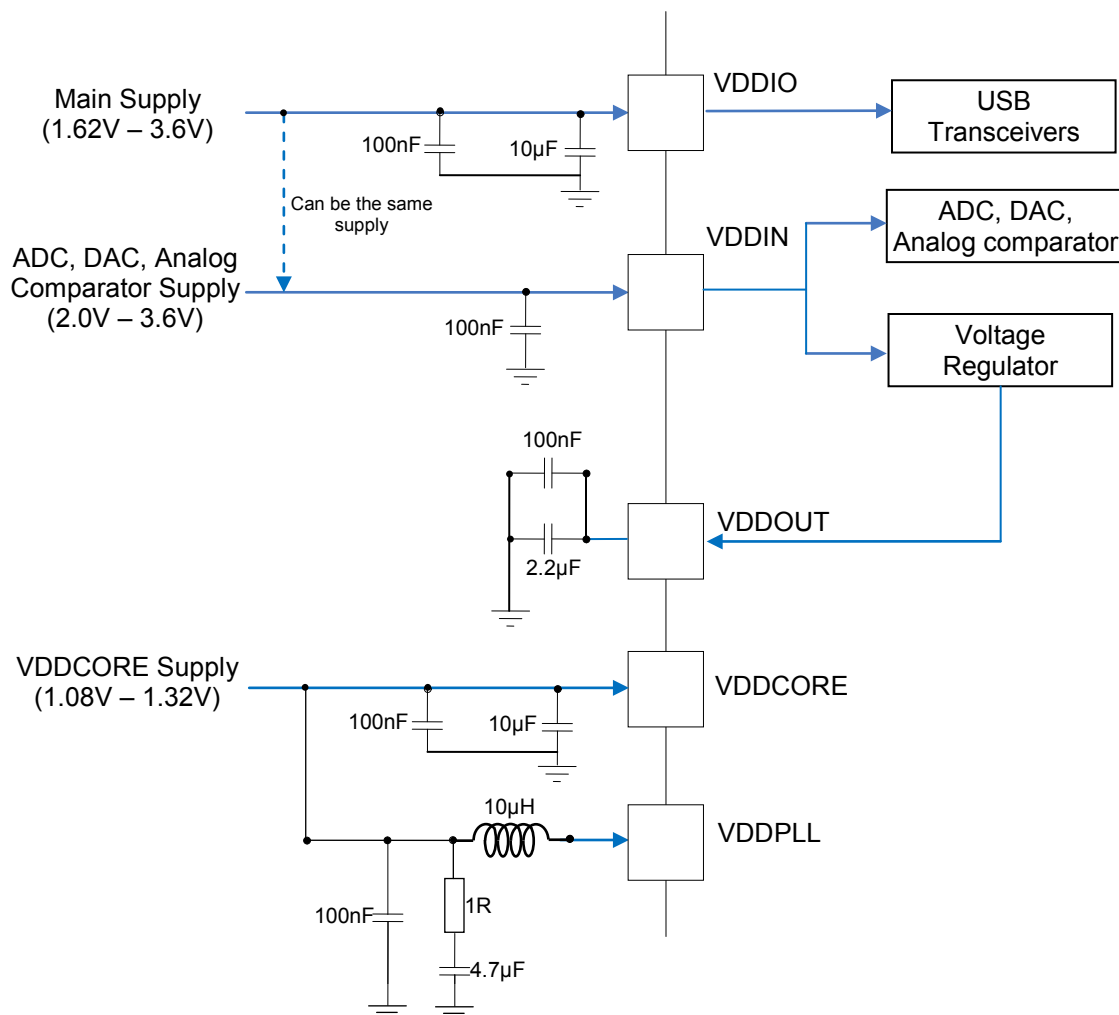 Main Supply
(1.62V – 3.6V)
100nF
10µF
VDDIO
USB
Transceivers
Can be the same
supply
ADC, DAC, Analog
Comparator Supply
(2.0V – 3.6V)
100nF
VDDIN
ADC, DAC,
Analog comparator
Voltage
Regulator
100nF
2.2µF
VDDOUT
VDDCORE Supply
(1.08V – 1.32V)
100nF
10µF
VDDCORE
10µH
VDDPLL
100nF
1R
4.7µF